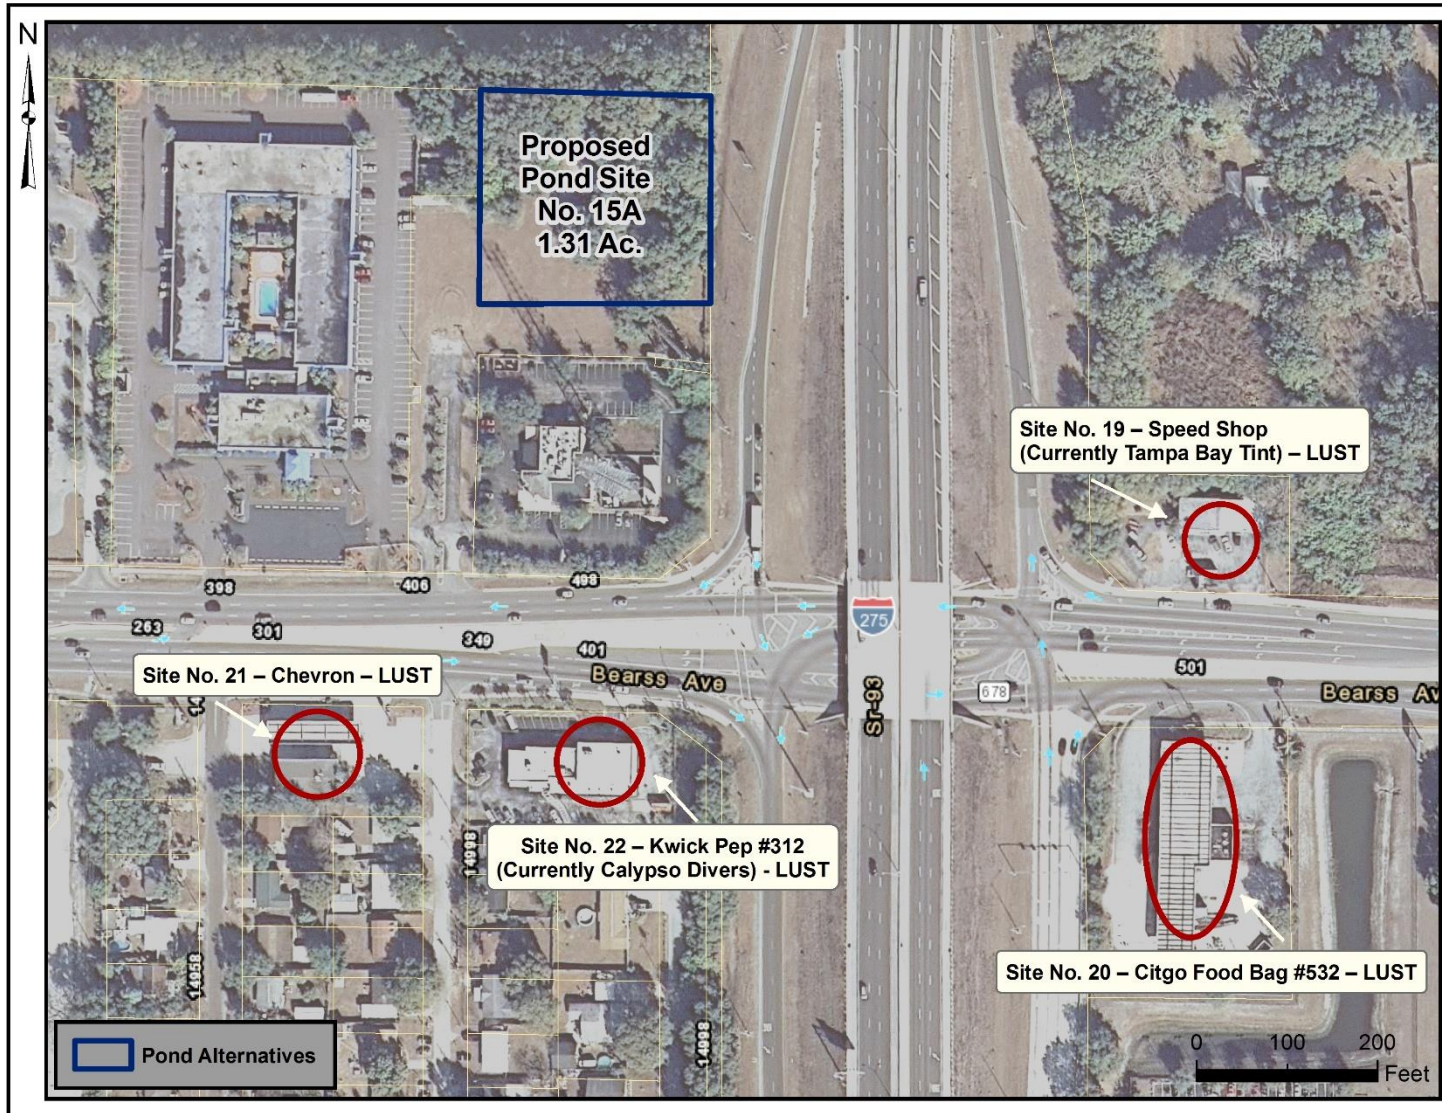 N
Proposed
Pond Site
No. 15A
1.31 Ac.
Site No. 19 – Speed Shop
(Currently Tampa Bay Tint) – LUST
398
406
498
275
263
301
349
401
Bearss Ave
501
678
Bearss Av
Sr-93
Site No. 21 – Chevron – LUST
Site No. 22 – Kwick Pep #312
(Currently Calypso Divers) - LUST
14998
14958
14998
Site No. 20 – Citgo Food Bag #532 – LUST
Pond Alternatives
0 100 200
Feet